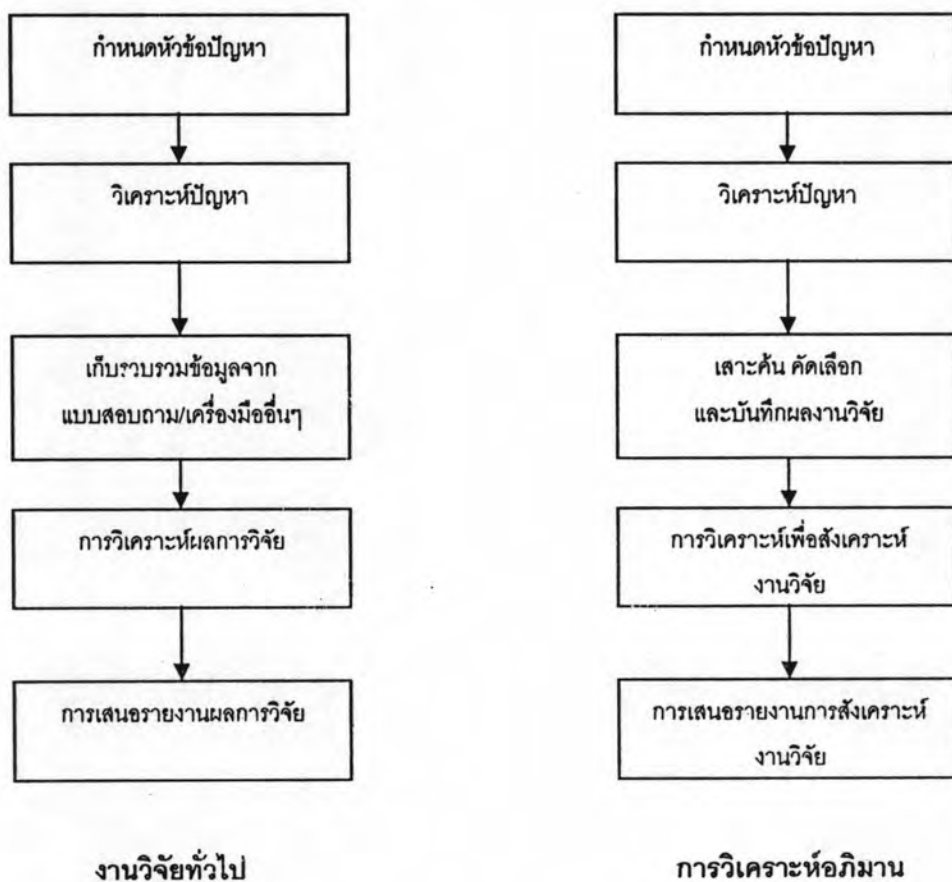 กำหนดหัวข้อปัญหา
วิเคราะห์ปัญหา
เก็บรวบรวมข้อมูลจาก
แบบสอบถาม/เครื่องมืออื่นๆ
การวิเคราะห์ผลการวิจัย
การเสนอรายงานผลการวิจัย
งานวิจัยทั่วไป
กำหนดหัวข้อปัญหา
วิเคราะห์ปัญหา
เสาะค้น คัดเลือก
และบันทึกผลงานวิจัย
การวิเคราะห์เพื่อสังเคราะห์
งานวิจัย
การเสนอรายงานการสังเคราะห์
งานวิจัย
การวิเคราะห์อภิมาน